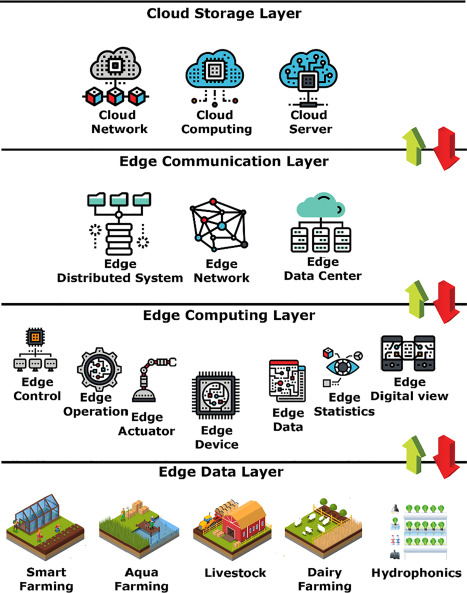 Cloud Storage Layer
Cloud
Network
Cloud
Computing
Cloud
Server
Edge Communication Layer
Edge
Distributed System
Edge
Network
Edge
Data Center
Edge Computing Layer
Edge
Control
Edge
Operation
Edge
Actuator
Edge
Device
Edge
Data
Edge
Statistics
Edge
Digital view
Edge Data Layer
Smart
Farming
Aqua
Farming
Livestock
Dairy
Farming
Hydrophonics